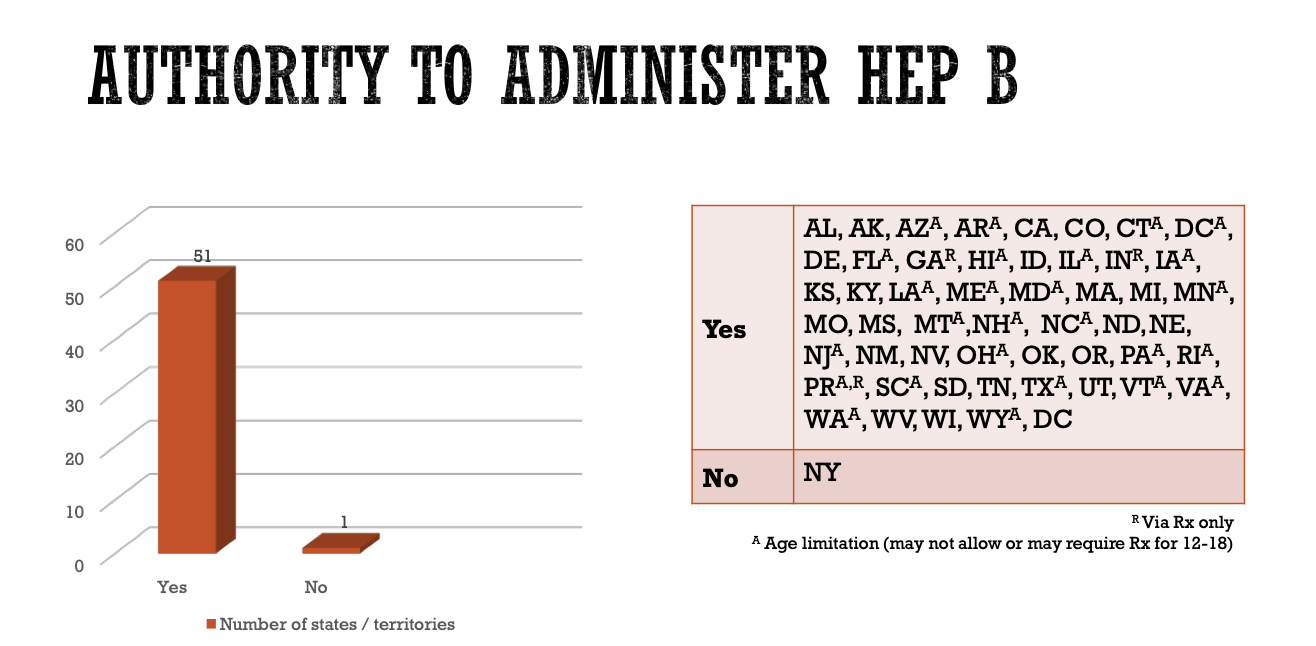 AUTHORITY TO ADMINISTER HEP B
60
50
40
30
20
10
0
51
1
Yes
No
Number of states / territories
Yes
AL, AK, AZᴬ, ARᴬ, CA, CO, CTᴬ, DCᴬ,
DE, FLᴬ, GAᴿ, HIᴬ, ID, ILᴬ, INᴿ, IAᴬ,
KS, KY, LAᴬ, MEᴬ, MDᴬ, MA, MI, MNᴬ,
MO, MS, MTᴬ,NHᴬ, NCᴬ, ND, NE,
NJᴬ, NM, NV, OHᴬ, OK, OR, PAᴬ, RIᴬ,
PRᴬ,ᴿ, SCᴬ, SD, TN, TXᴬ, UT, VTᴬ, VAᴬ,
WAᴬ, WV, WI, WYᴬ, DC
No
NY
ᴿ Via Rx only
ᴬ Age limitation (may not allow or may require Rx for 12-18)